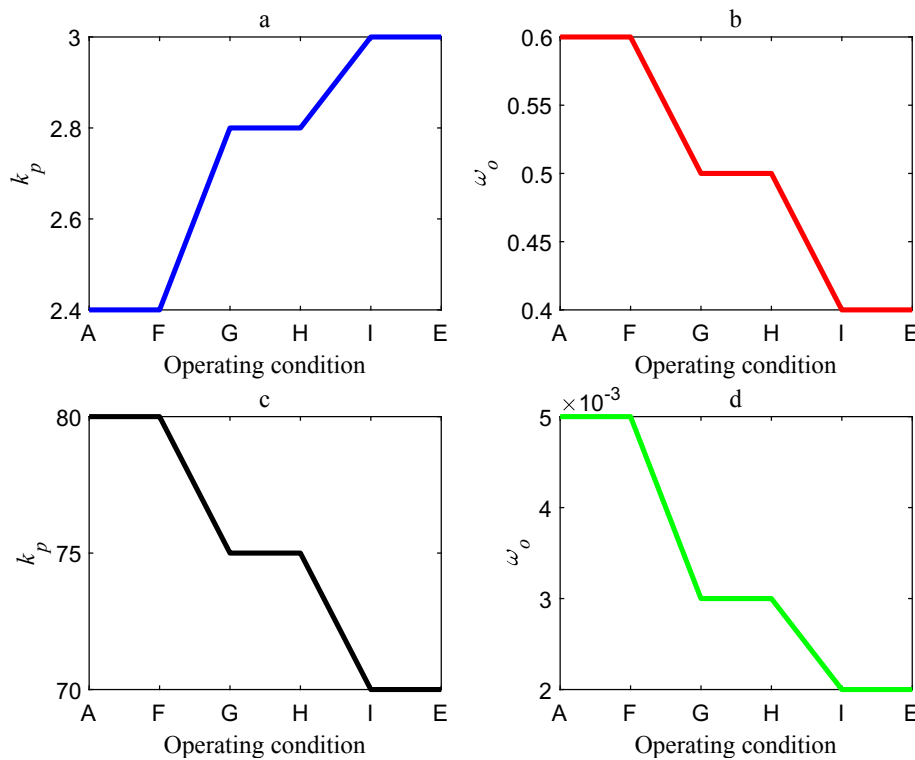 a
3
2.8
2.6
2.4
k_p
A F G H I E
Operating condition
b
0.6
0.55
0.5
0.45
0.4
ω_o
A F G H I E
Operating condition
c
80
75
70
k_p
A F G H I E
Operating condition
d
×10⁻³
5
4
3
2
ω_o
A F G H I E
Operating condition